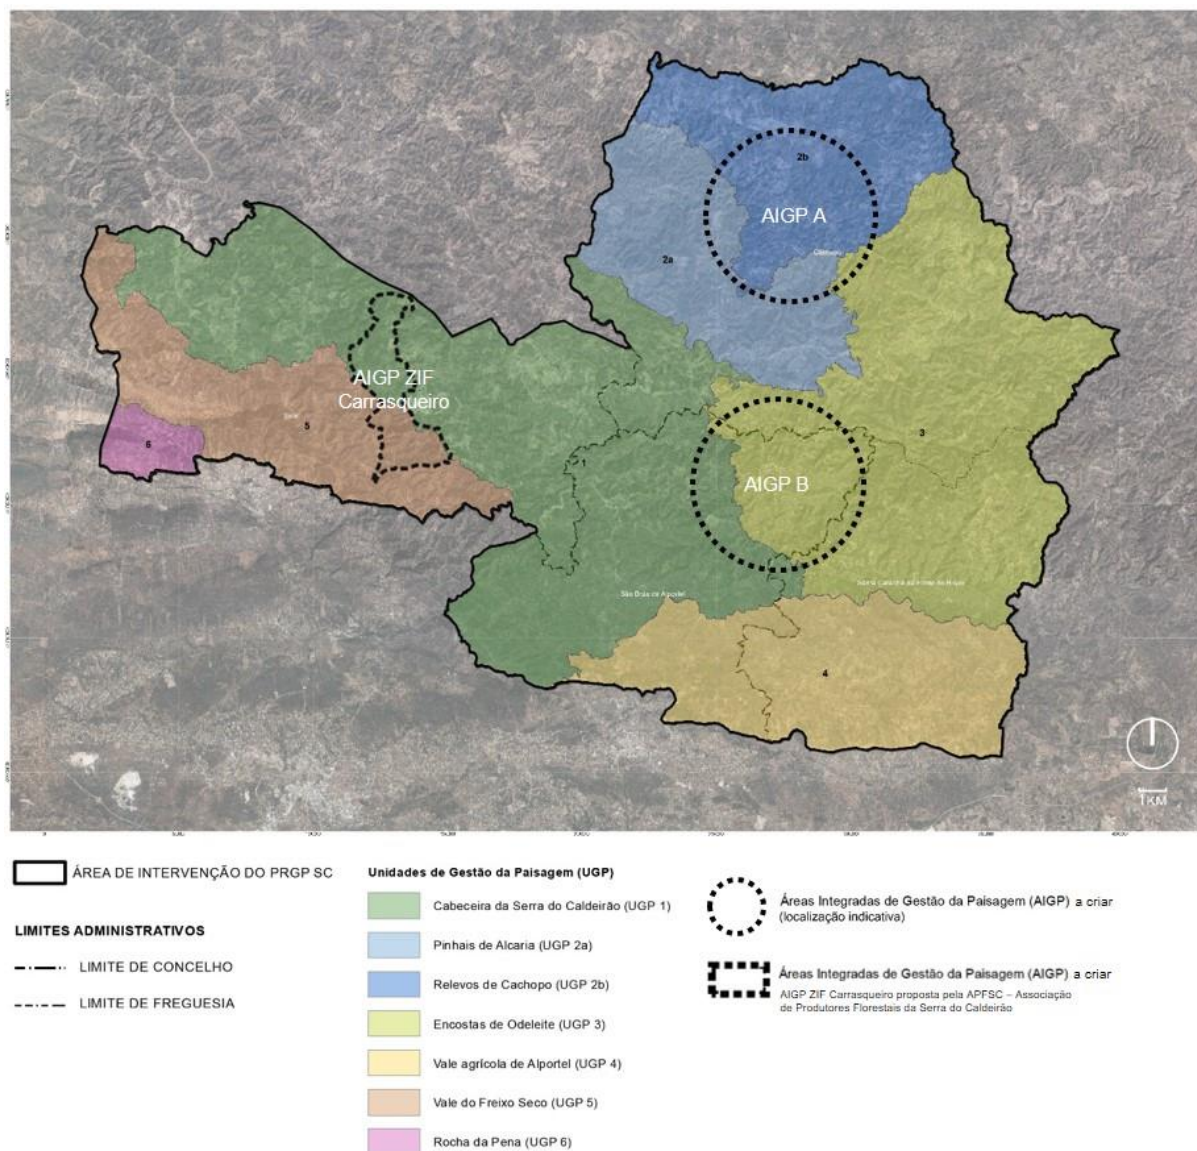 2b
AIGP A
2a
AIGP ZIF
Carrasqueiro
5
3
6
1
AIGP B
São Brás de Alportel
4
1KM
ÁREA DE INTERVENÇÃO DO PRGP SC
LIMITES ADMINISTRATIVOS
LIMITE DE CONCELHO
LIMITE DE FREGUESIA
Unidades de Gestão da Paisagem (UGP)
Cabeceira da Serra do Caldeirão (UGP 1)
Pinhais de Alcaria (UGP 2a)
Relevos de Cachopo (UGP 2b)
Encostas de Odeleite (UGP 3)
Vale agrícola de Alportel (UGP 4)
Vale do Freixo Seco (UGP 5)
Rocha da Pena (UGP 6)
Áreas Integradas de Gestão da Paisagem (AIGP) a criar
(localização indicativa)
Áreas Integradas de Gestão da Paisagem (AIGP) a criar
AIGP ZIF Carrasqueiro proposta pela APFSC – Associação
de Produtores Florestais da Serra do Caldeirão